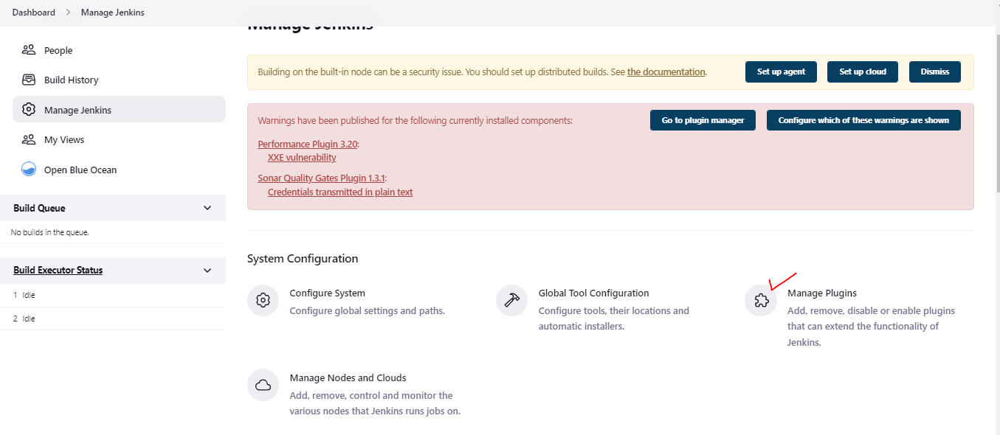 Dashboard > Manage Jenkins
Manage Jenkins
People
Build History
Manage Jenkins
My Views
Open Blue Ocean
Build Queue
No builds in the queue.
Build Executor Status
1 Idle
2 Idle
Building on the built-in node can be a security issue. You should set up distributed builds. See the documentation.
Set up agent
Set up cloud
Dismiss
Warnings have been published for the following currently installed components:
Go to plugin manager
Configure which of these warnings are shown
Performance Plugin 3.20:
XXE vulnerability
Sonar Quality Gates Plugin 1.3.1:
Credentials transmitted in plain text
System Configuration
Configure System
Configure global settings and paths.
Global Tool Configuration
Configure tools, their locations and
automatic installers.
Manage Plugins
Add, remove, disable or enable plugins
that can extend the functionality of
Jenkins.
Manage Nodes and Clouds
Add, remove, control and monitor the
various nodes that Jenkins runs jobs on.